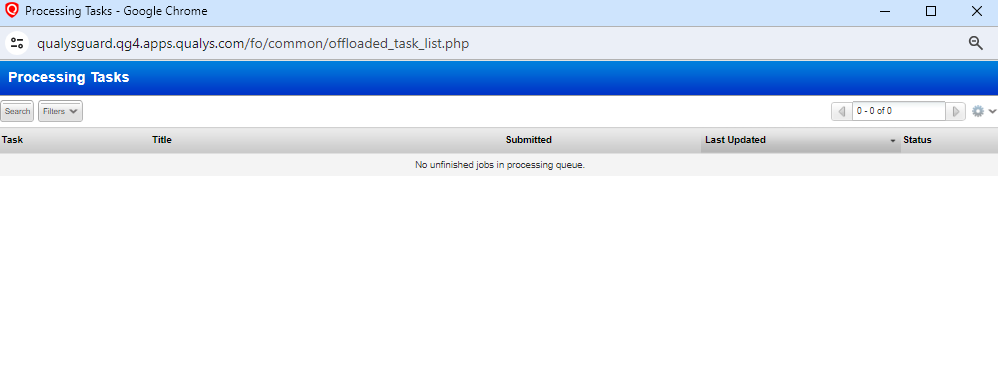 Processing Tasks - Google Chrome
qualysguard.qg4.apps.qualys.com/fo/common/offloaded_task_list.php
Processing Tasks
Search Filters 0 - 0 of 0
Task Title Submitted Last Updated Status
No unfinished jobs in processing queue.